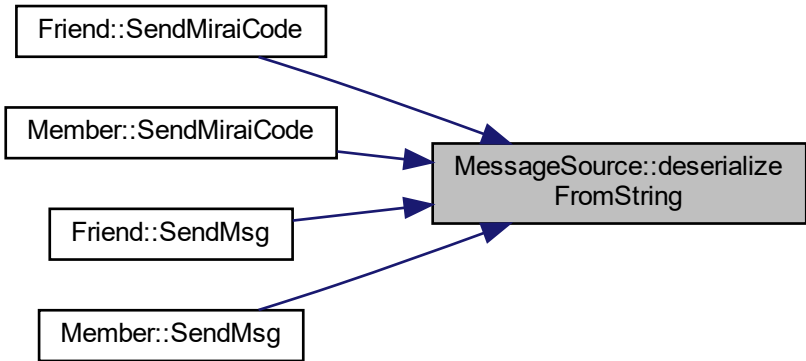 Friend::SendMiraiCode
Member::SendMiraiCode
Friend::SendMsg
Member::SendMsg
MessageSource::deserialize
FromString